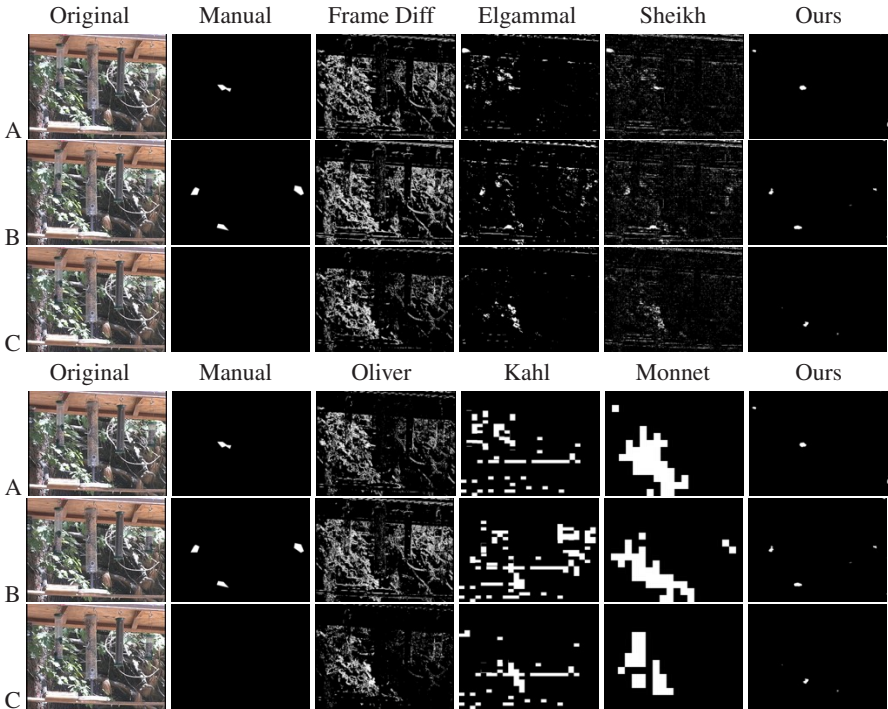 Original Manual Frame Diff Elgammal Sheikh Ours
A
B
C
Original Manual Oliver Kahl Monnet Ours
A
B
C